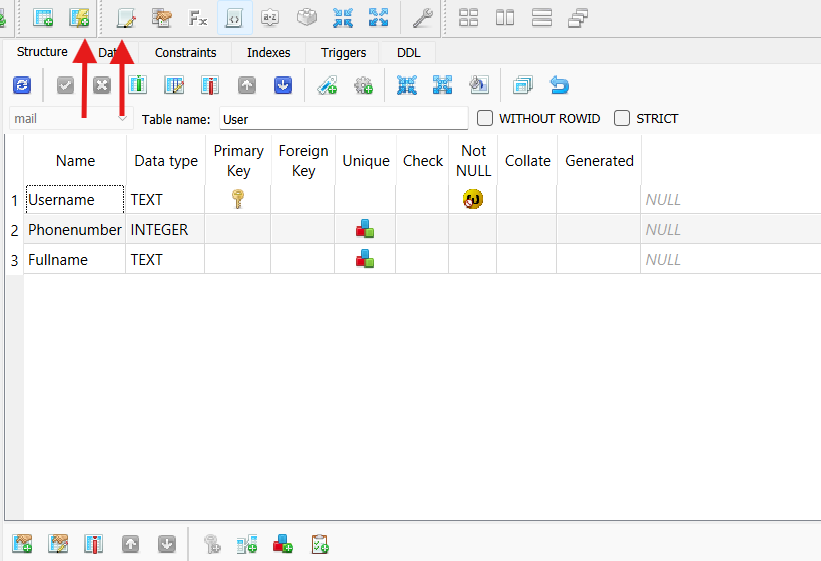 Structure Data Constraints Indexes Triggers DDL
mail Table name: User WITHOUT ROWID STRICT
Name Data type Primary Key Foreign Key Unique Check Not NULL Collate Generated
1 Username TEXT NULL
2 Phonenumber INTEGER NULL
3 Fullname TEXT NULL